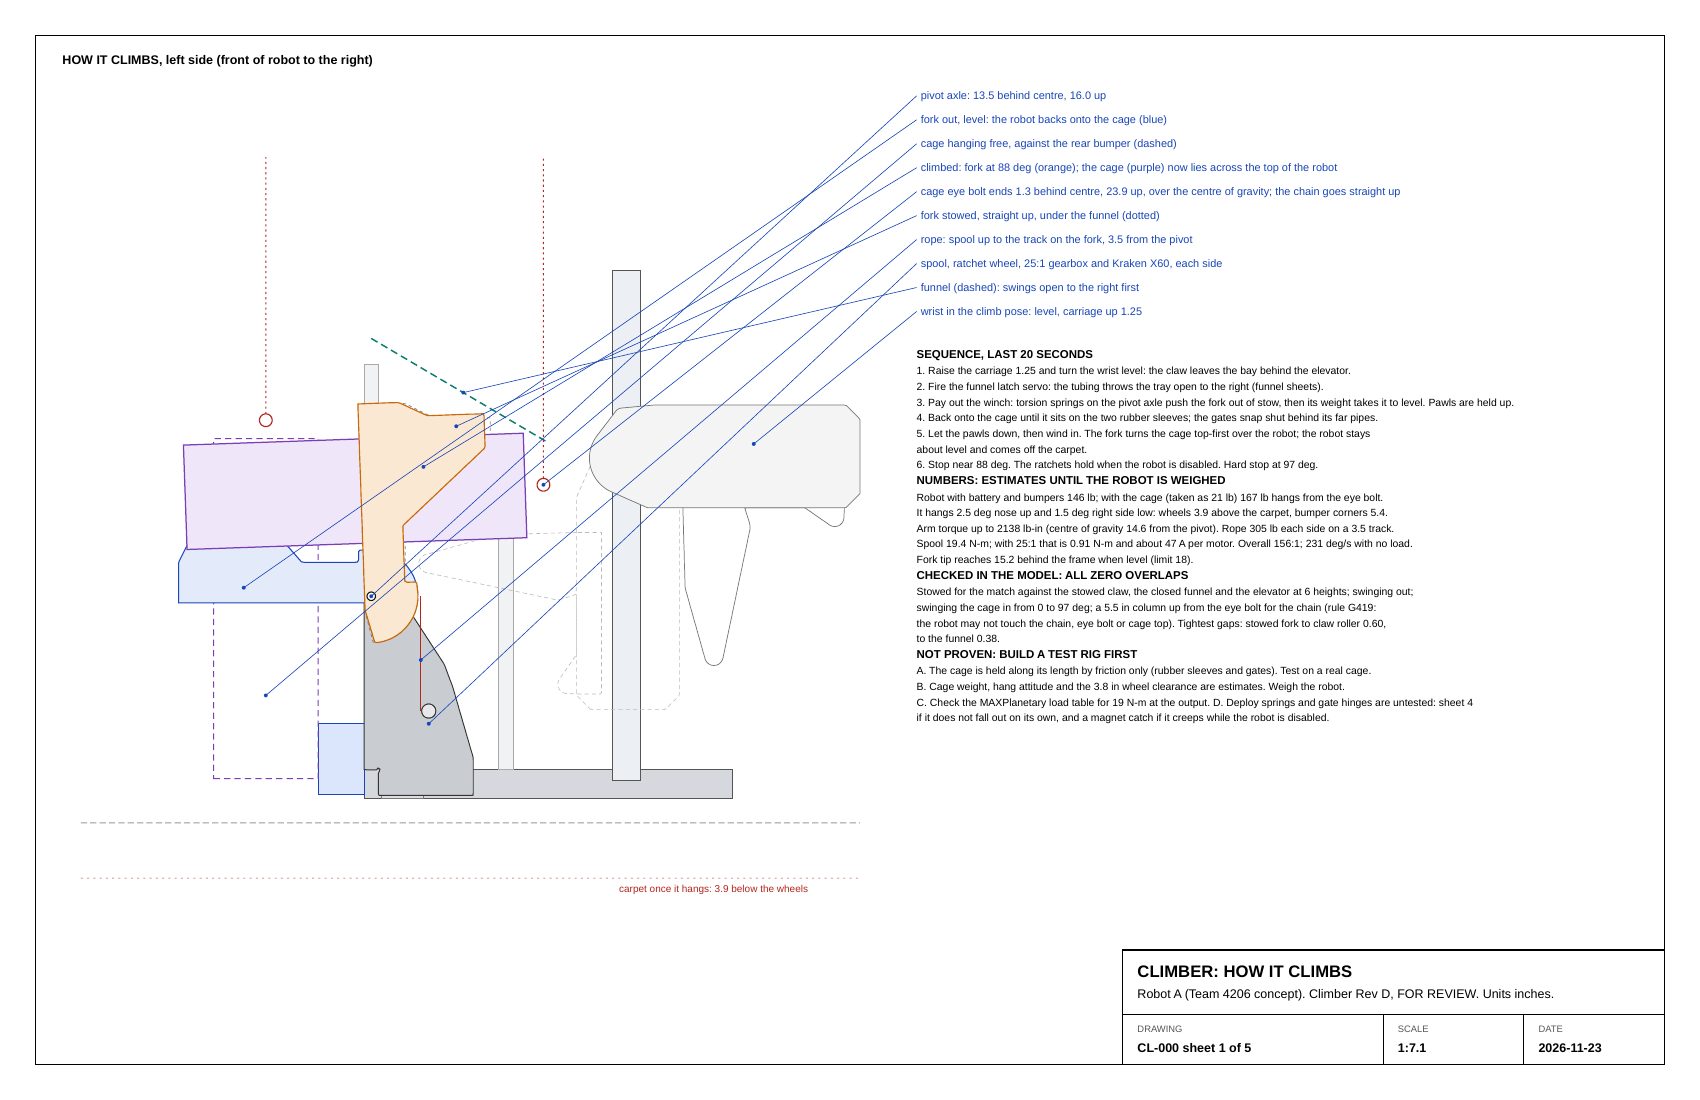 HOW IT CLIMBS, left side (front of robot to the right)
pivot axle: 13.5 behind centre, 16.0 up
fork out, level: the robot backs onto the cage (blue)
cage hanging free, against the rear bumper (dashed)
climbed: fork at 88 deg (orange); the cage (purple) now lies across the top of the robot
cage eye bolt ends 1.3 behind centre, 23.9 up, over the centre of gravity; the chain goes straight up
fork stowed, straight up, under the funnel (dotted)
rope: spool up to the track on the fork, 3.5 from the pivot
spool, ratchet wheel, 25:1 gearbox and Kraken X60, each side
funnel (dashed): swings open to the right first
wrist in the climb pose: level, carriage up 1.25
SEQUENCE, LAST 20 SECONDS
1. Raise the carriage 1.25 and turn the wrist level: the claw leaves the bay behind the elevator.
2. Fire the funnel latch servo: the tubing throws the tray open to the right (funnel sheets).
3. Pay out the winch: torsion springs on the pivot axle push the fork out of stow, then its weight takes it to level. Pawls are held up.
4. Back onto the cage until it sits on the two rubber sleeves; the gates snap shut behind its far pipes.
5. Let the pawls down, then wind in. The fork turns the cage top-first over the robot; the robot stays
about level and comes off the carpet.
6. Stop near 88 deg. The ratchets hold when the robot is disabled. Hard stop at 97 deg.
NUMBERS: ESTIMATES UNTIL THE ROBOT IS WEIGHED
Robot with battery and bumpers 146 lb; with the cage (taken as 21 lb) 167 lb hangs from the eye bolt.
It hangs 2.5 deg nose up and 1.5 deg right side low: wheels 3.9 above the carpet, bumper corners 5.4.
Arm torque up to 2138 lb-in (centre of gravity 14.6 from the pivot). Rope 305 lb each side on a 3.5 track.
Spool 19.4 N-m; with 25:1 that is 0.91 N-m and about 47 A per motor. Overall 156:1; 231 deg/s with no load.
Fork tip reaches 15.2 behind the frame when level (limit 18).
CHECKED IN THE MODEL: ALL ZERO OVERLAPS
Stowed for the match against the stowed claw, the closed funnel and the elevator at 6 heights; swinging out;
swinging the cage in from 0 to 97 deg; a 5.5 in column up from the eye bolt for the chain (rule G419:
the robot may not touch the chain, eye bolt or cage top). Tightest gaps: stowed fork to claw roller 0.60,
to the funnel 0.38.
NOT PROVEN: BUILD A TEST RIG FIRST
A. The cage is held along its length by friction only (rubber sleeves and gates). Test on a real cage.
B. Cage weight, hang attitude and the 3.8 in wheel clearance are estimates. Weigh the robot.
C. Check the MAXPlanetary load table for 19 N-m at the output. D. Deploy springs and gate hinges are untested: sheet 4
if it does not fall out on its own, and a magnet catch if it creeps while the robot is disabled.
carpet once it hangs: 3.9 below the wheels
CLIMBER: HOW IT CLIMBS
Robot A (Team 4206 concept). Climber Rev D, FOR REVIEW. Units inches.
DRAWING
CL-000 sheet 1 of 5
SCALE
1:7.1
DATE
2026-11-23